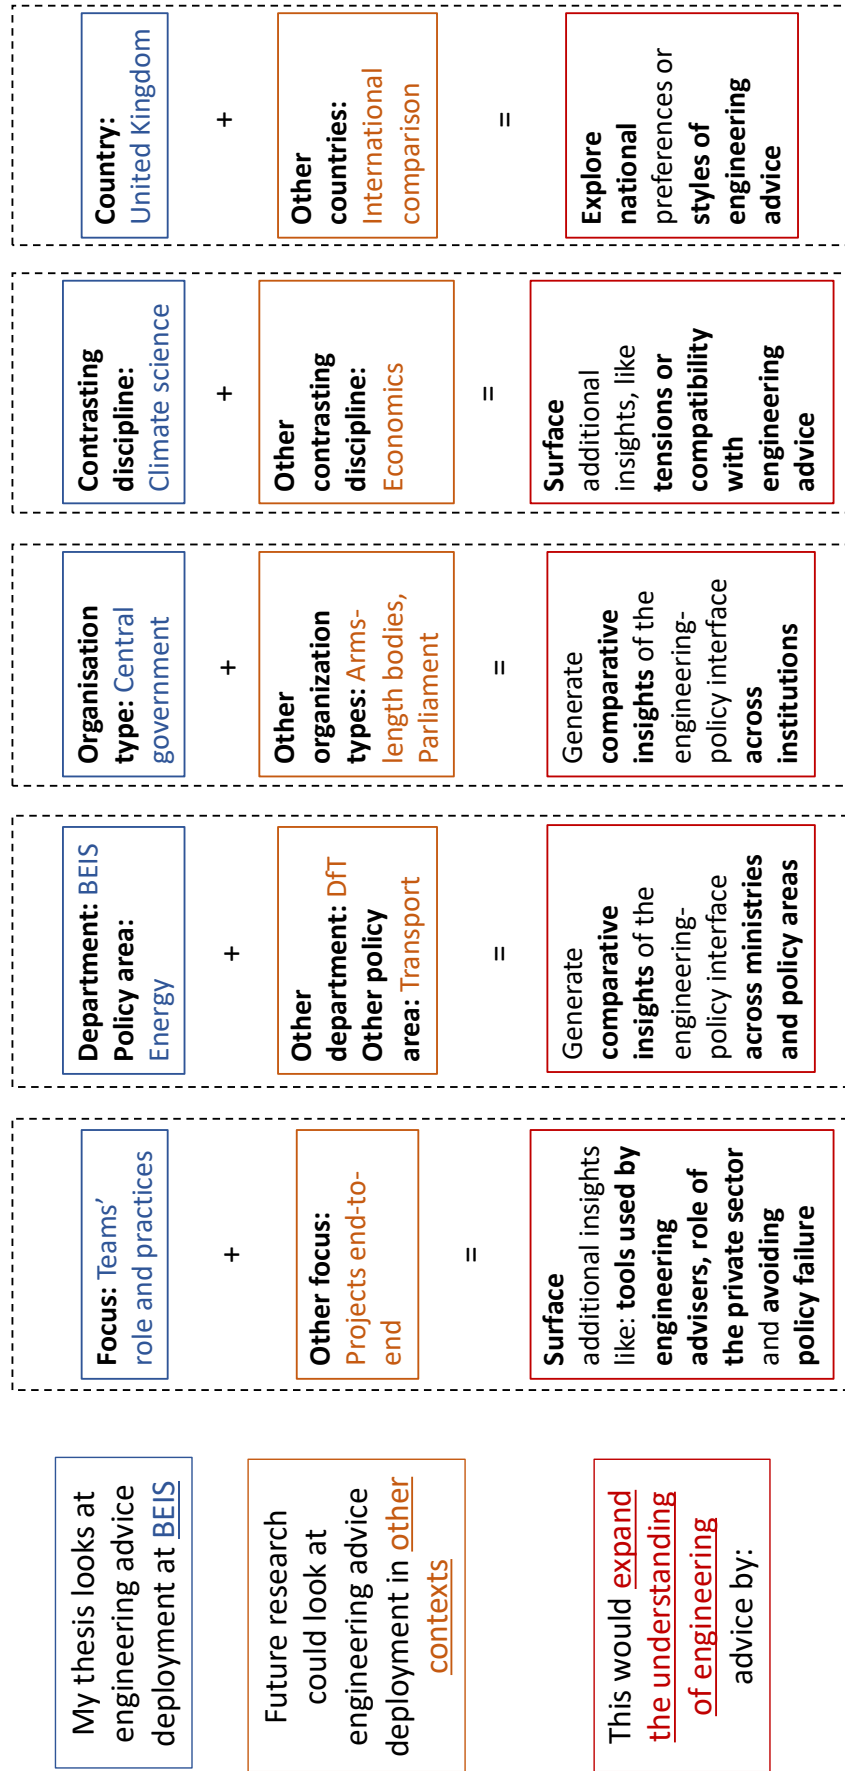 My thesis looks at
engineering advice
deployment at BEIS
Future research
could look at
engineering advice
deployment in other
contexts
This would expand
the understanding
of engineering
advice by:
Focus: Teams’
role and practices
+
Other focus:
Projects end-to-
end
=
Surface
additional insights
like: tools used by
engineering
advisers, role of
the private sector
and avoiding
policy failure
Department: BEIS
Policy area:
Energy
+
Other
department: DfT
Other policy
area: Transport
=
Generate
comparative
insights of the
engineering-
policy interface
across ministries
and policy areas
Organisation
type: Central
government
+
Other
organization
types: Arms-
length bodies,
Parliament
=
Generate
comparative
insights of the
engineering-
policy interface
across
institutions
Contrasting
discipline:
Climate science
+
Other
contrasting
discipline:
Economics
=
Surface
additional
insights, like
tensions or
compatibility
with
engineering
advice
Country:
United Kingdom
+
Other
countries:
International
comparison
=
Explore
national
preferences or
styles of
engineering
advice